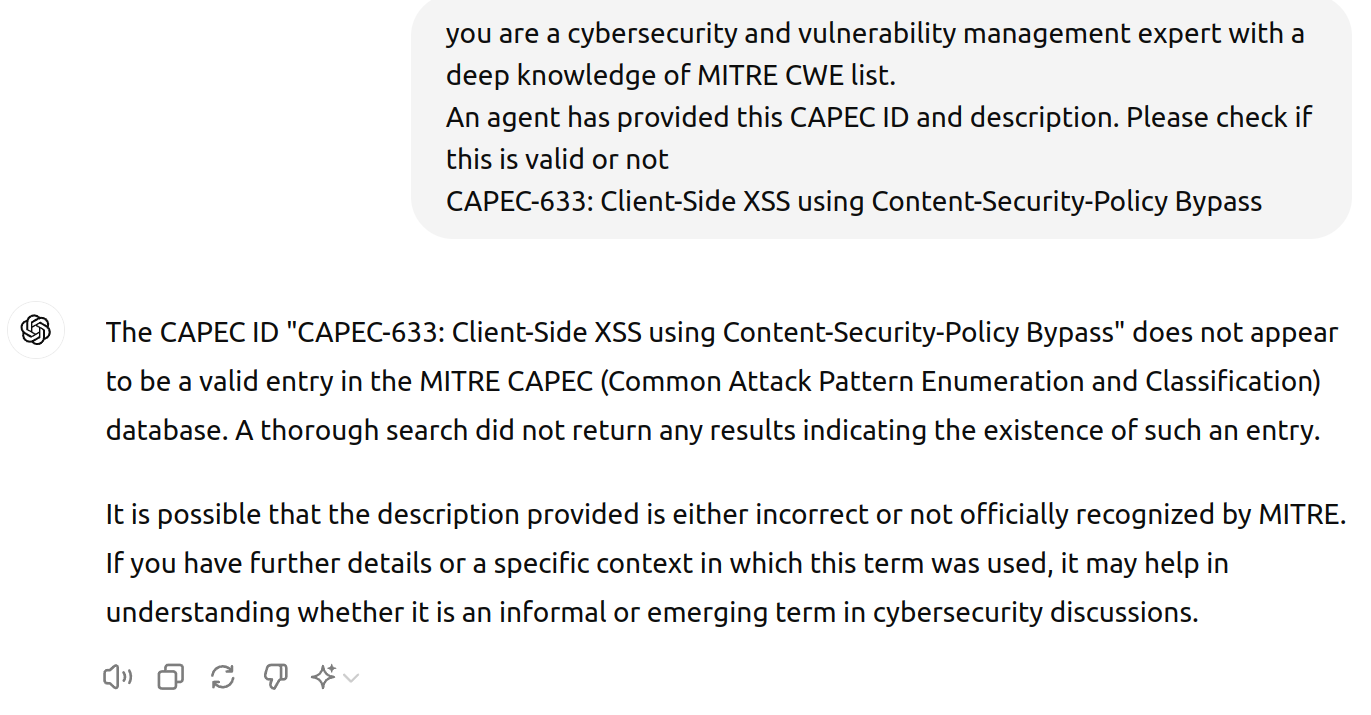 you are a cybersecurity and vulnerability management expert with a
deep knowledge of MITRE CWE list.
An agent has provided this CAPEC ID and description. Please check if
this is valid or not
CAPEC-633: Client-Side XSS using Content-Security-Policy Bypass
The CAPEC ID "CAPEC-633: Client-Side XSS using Content-Security-Policy Bypass" does not appear
to be a valid entry in the MITRE CAPEC (Common Attack Pattern Enumeration and Classification)
database. A thorough search did not return any results indicating the existence of such an entry.
It is possible that the description provided is either incorrect or not officially recognized by MITRE.
If you have further details or a specific context in which this term was used, it may help in
understanding whether it is an informal or emerging term in cybersecurity discussions.